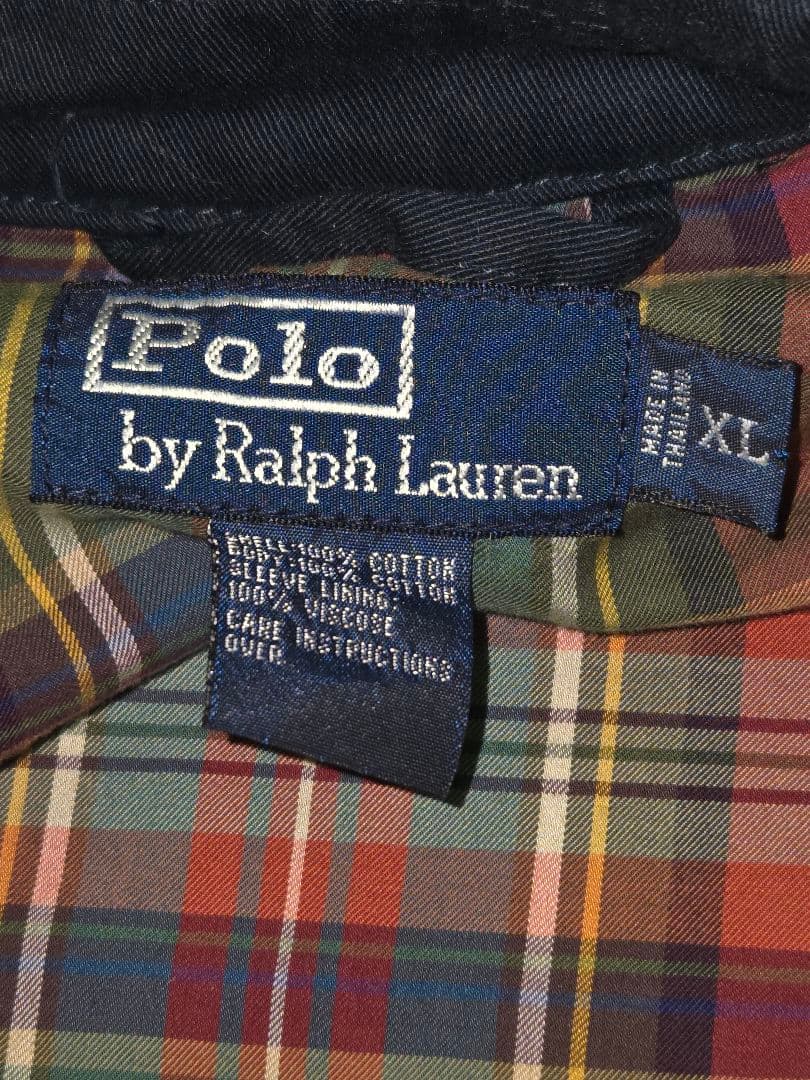 Polo
by Ralph Lauren
MADE IN
THAILAND
XL
SHELL:100% COTTON
BODY:100% COTTON
SLEEVE LINING:
100% VISCOSE
CARE INSTRUCTIONS
OVER